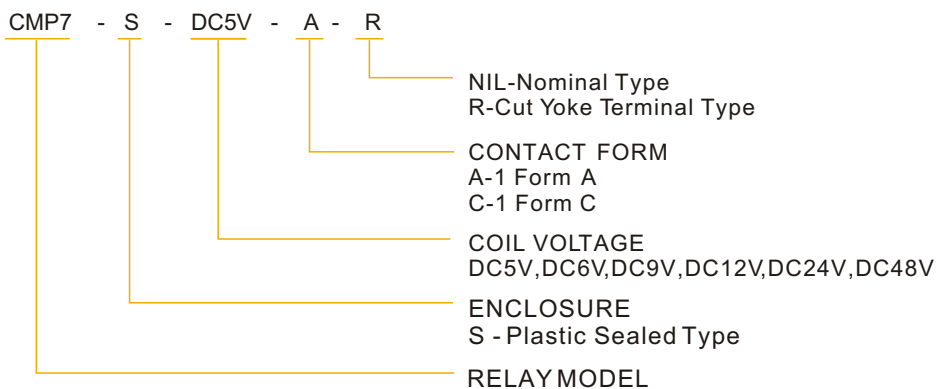 CMP7 - S - DC5V - A - R
NIL-Nominal Type
R-Cut Yoke Terminal Type
CONTACT FORM
A-1 Form A
C-1 Form C
COIL VOLTAGE
DC5V,DC6V,DC9V,DC12V,DC24V,DC48V
ENCLOSURE
S - Plastic Sealed Type
RELAY MODEL